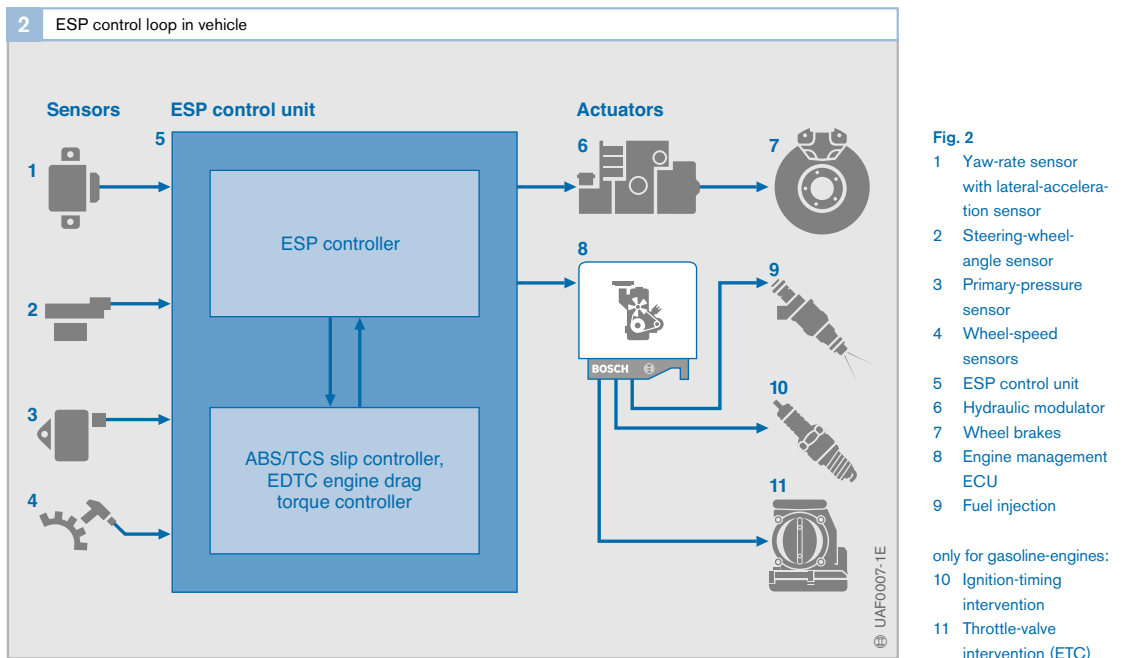 2 ESP control loop in vehicle
Sensors ESP control unit Actuators
5
1
2
3
4
ESP controller
ABS/TCS slip controller,
EDTC engine drag
torque controller
6
7
8
BOSCH
9
10
11
UAF0007-1E
Fig. 2
1 Yaw-rate sensor
with lateral-accelera-
tion sensor
2 Steering-wheel-
angle sensor
3 Primary-pressure
sensor
4 Wheel-speed
sensors
5 ESP control unit
6 Hydraulic modulator
7 Wheel brakes
8 Engine management
ECU
9 Fuel injection
only for gasoline-engines:
10 Ignition-timing
intervention
11 Throttle-valve
intervention (ETC)